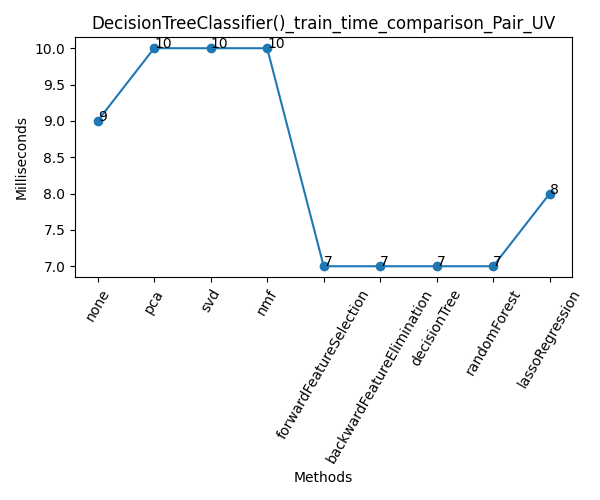 DecisionTreeClassifier()_train_time_comparison_Pair_UV
10.0
9.5
9.0
8.5
8.0
7.5
7.0
Milliseconds
9
10
10
10
7
7
7
7
8
none
pca
svd
nmf
forwardFeatureSelection
backwardFeatureElimination
decisionTree
randomForest
lassoRegression
Methods